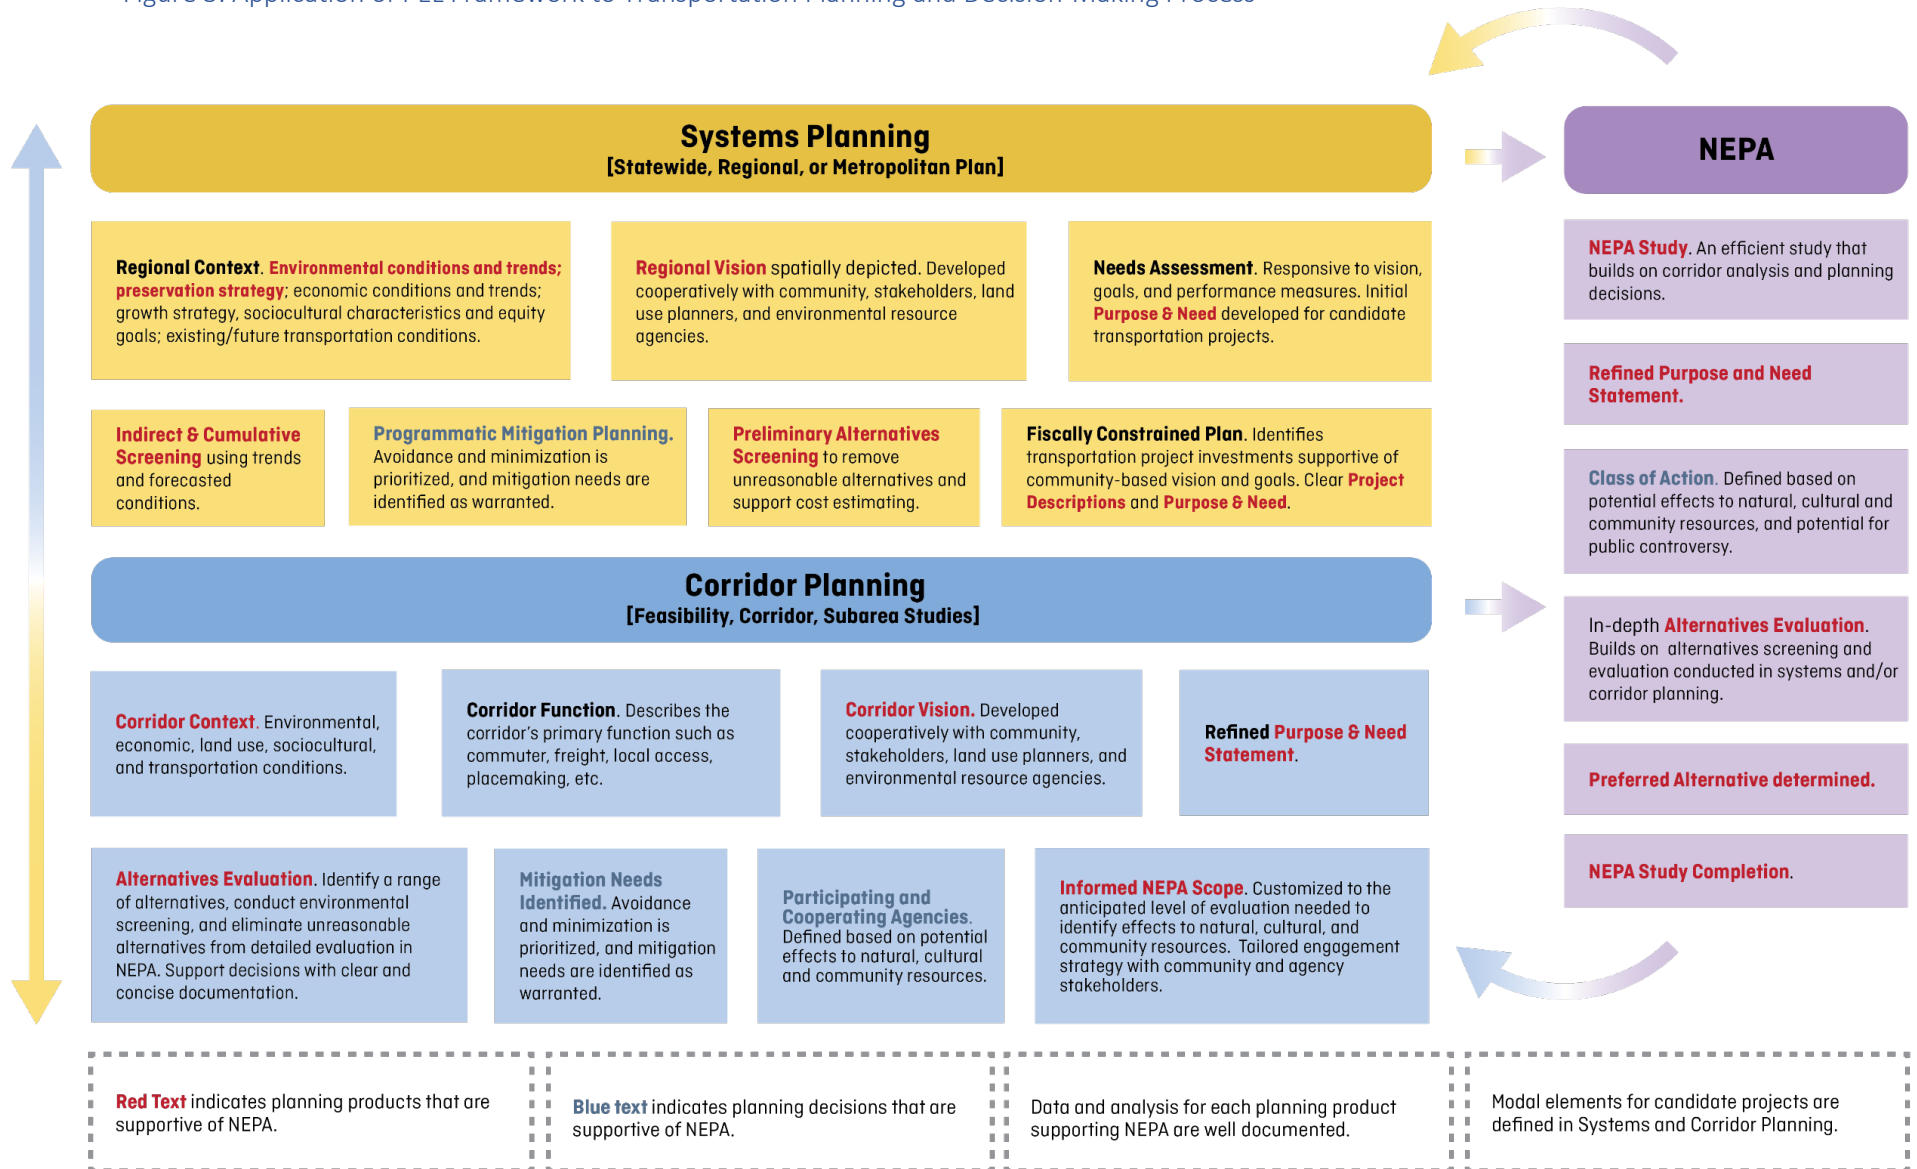 Figure 3. Application of PEL Framework to Transportation Planning and Decision-Making Process
Systems Planning
[Statewide, Regional, or Metropolitan Plan]
NEPA
Regional Context. Environmental conditions and trends;
preservation strategy; economic conditions and trends;
growth strategy, sociocultural characteristics and equity
goals; existing/future transportation conditions.
Regional Vision spatially depicted. Developed
cooperatively with community, stakeholders, land
use planners, and environmental resource
agencies.
Needs Assessment. Responsive to vision,
goals, and performance measures. Initial
Purpose & Need developed for candidate
transportation projects.
Indirect & Cumulative
Screening using trends
and forecasted
conditions.
Programmatic Mitigation Planning.
Avoidance and minimization is
prioritized, and mitigation needs are
identified as warranted.
Preliminary Alternatives
Screening to remove
unreasonable alternatives and
support cost estimating.
Fiscally Constrained Plan. Identifies
transportation project investments supportive of
community-based vision and goals. Clear Project
Descriptions and Purpose & Need.
Corridor Planning
[Feasibility, Corridor, Subarea Studies]
Corridor Context. Environmental,
economic, land use, sociocultural,
and transportation conditions.
Corridor Function. Describes the
corridor's primary function such as
commuter, freight, local access,
placemaking, etc.
Corridor Vision. Developed
cooperatively with community,
stakeholders, land use planners, and
environmental resource agencies.
Refined Purpose & Need
Statement.
Alternatives Evaluation. Identify a range
of alternatives, conduct environmental
screening, and eliminate unreasonable
alternatives from detailed evaluation in
NEPA. Support decisions with clear and
concise documentation.
Mitigation Needs
Identified. Avoidance
and minimization is
prioritized, and mitigation
needs are identified as
warranted.
Participating and
Cooperating Agencies.
Defined based on potential
effects to natural, cultural
and community resources.
Informed NEPA Scope. Customized to the
anticipated level of evaluation needed to
identify effects to natural, cultural, and
community resources. Tailored engagement
strategy with community and agency
stakeholders.
NEPA Study. An efficient study that
builds on corridor analysis and planning
decisions.
Refined Purpose and Need
Statement.
Class of Action. Defined based on
potential effects to natural, cultural and
community resources, and potential for
public controversy.
In-depth Alternatives Evaluation.
Builds on alternatives screening and
evaluation conducted in systems and/or
corridor planning.
Preferred Alternative determined.
NEPA Study Completion.
Red Text indicates planning products that are
supportive of NEPA.
Blue text indicates planning decisions that are
supportive of NEPA.
Data and analysis for each planning product
supporting NEPA are well documented.
Modal elements for candidate projects are
defined in Systems and Corridor Planning.